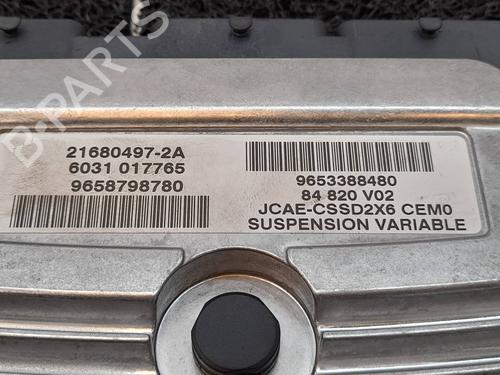 B-PARTS
21680497-2A
6031 017765
9658798780
9653388480
84 820 V02
JCAE-CSSD2X6 CEM0
SUSPENSION VARIABLE